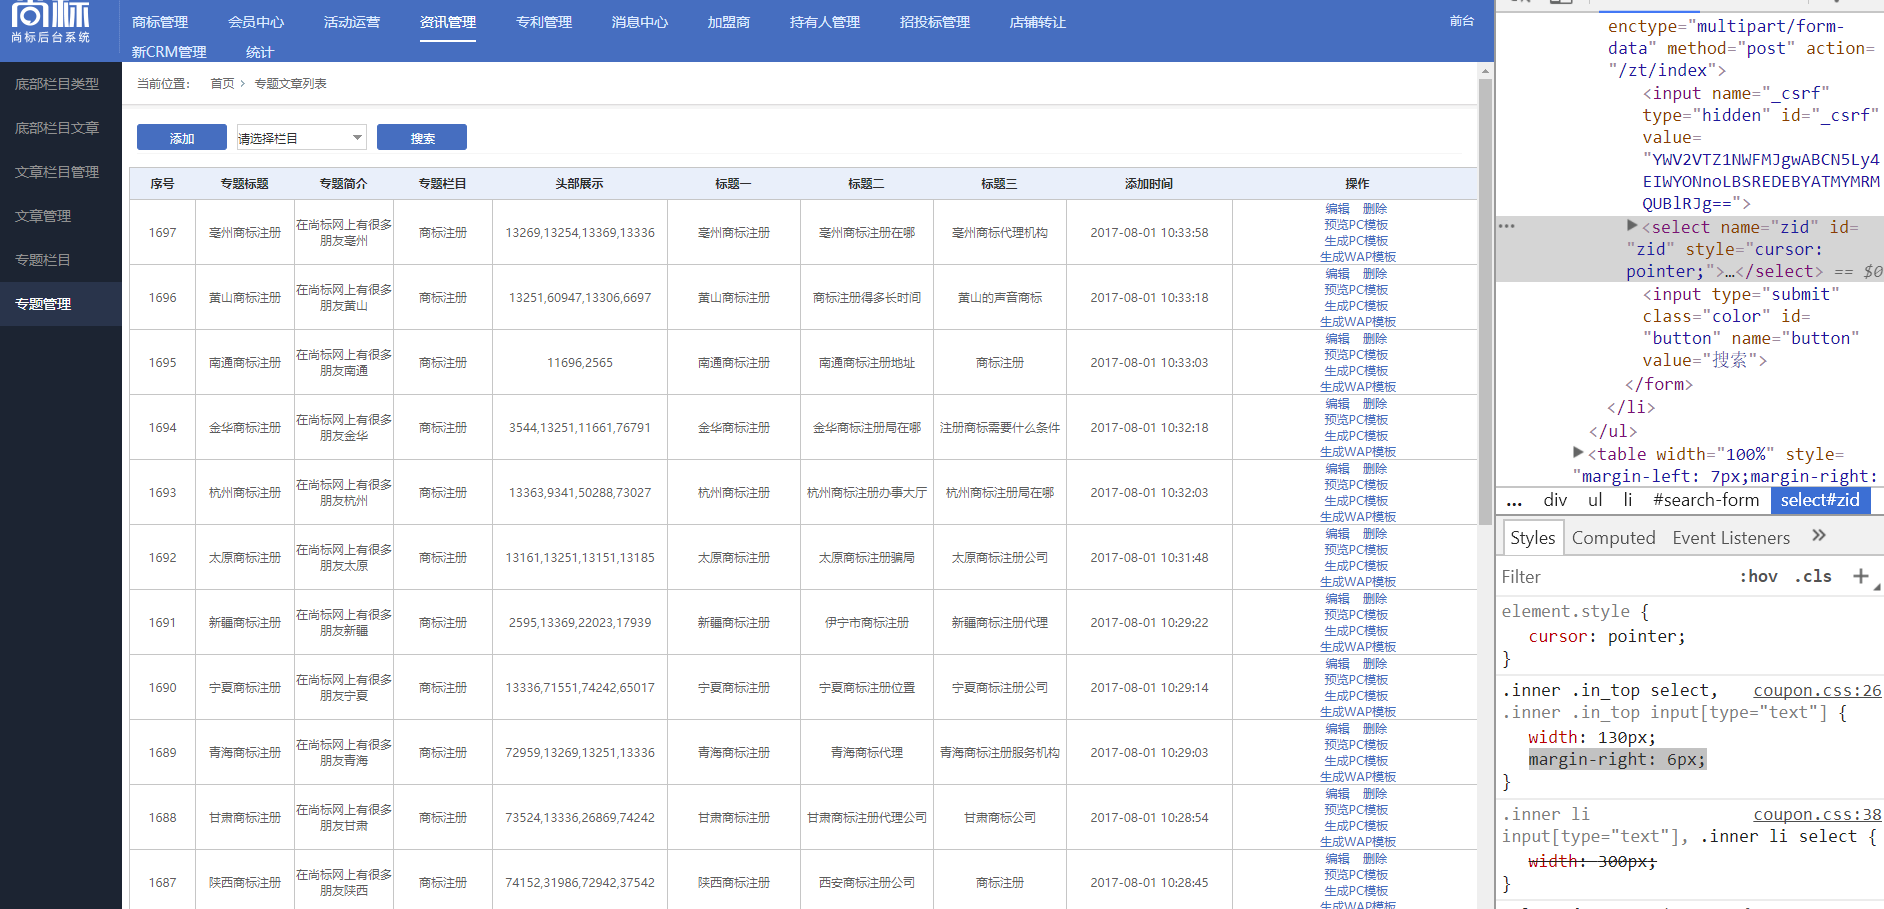 尚标
尚标后台系统
商标管理 会员中心 活动运营 资讯管理 专利管理 消息中心 加盟商 持有人管理 招投标管理 店铺转让 前台
新CRM管理 统计
底部栏目类型
底部栏目文章
文章栏目管理
文章管理
专题栏目
专题管理
当前位置： 首页 > 专题文章列表
添加 请选择栏目 搜索
序号 专题标题 专题简介 专题栏目 头部展示 标题一 标题二 标题三 添加时间 操作
1697 亳州商标注册 在尚标网上有很多朋友亳州 商标注册 13269,13254,13369,13336 亳州商标注册 亳州商标注册在哪 亳州商标代理机构 2017-08-01 10:33:58 编辑 删除 预览PC模板 生成PC模板 生成WAP模板
1696 黄山商标注册 在尚标网上有很多朋友黄山 商标注册 13251,60947,13306,6697 黄山商标注册 商标注册得多长时间 黄山的声音商标 2017-08-01 10:33:18 编辑 删除 预览PC模板 生成PC模板 生成WAP模板
1695 南通商标注册 在尚标网上有很多朋友南通 商标注册 11696,2565 南通商标注册 南通商标注册地址 商标注册 2017-08-01 10:33:03 编辑 删除 预览PC模板 生成PC模板 生成WAP模板
1694 金华商标注册 在尚标网上有很多朋友金华 商标注册 3544,13251,11661,76791 金华商标注册 金华商标注册局在哪 注册商标需要什么条件 2017-08-01 10:32:18 编辑 删除 预览PC模板 生成PC模板 生成WAP模板
1693 杭州商标注册 在尚标网上有很多朋友杭州 商标注册 13363,9341,50288,73027 杭州商标注册 杭州商标注册办事大厅 杭州商标注册局在哪 2017-08-01 10:32:03 编辑 删除 预览PC模板 生成PC模板 生成WAP模板
1692 太原商标注册 在尚标网上有很多朋友太原 商标注册 13161,13251,13151,13185 太原商标注册 太原商标注册骗局 太原商标注册公司 2017-08-01 10:31:48 编辑 删除 预览PC模板 生成PC模板 生成WAP模板
1691 新疆商标注册 在尚标网上有很多朋友新疆 商标注册 2595,13369,22023,17939 新疆商标注册 伊宁市商标注册 新疆商标注册代理 2017-08-01 10:29:22 编辑 删除 预览PC模板 生成PC模板 生成WAP模板
1690 宁夏商标注册 在尚标网上有很多朋友宁夏 商标注册 13336,71551,74242,65017 宁夏商标注册 宁夏商标注册位置 宁夏商标注册公司 2017-08-01 10:29:14 编辑 删除 预览PC模板 生成PC模板 生成WAP模板
1689 青海商标注册 在尚标网上有很多朋友青海 商标注册 72959,13269,13251,13336 青海商标注册 青海商标代理 青海商标注册服务机构 2017-08-01 10:29:03 编辑 删除 预览PC模板 生成PC模板 生成WAP模板
1688 甘肃商标注册 在尚标网上有很多朋友甘肃 商标注册 73524,13336,26869,74242 甘肃商标注册 甘肃商标注册代理公司 甘肃商标公司 2017-08-01 10:28:54 编辑 删除 预览PC模板 生成PC模板 生成WAP模板
1687 陕西商标注册 在尚标网上有很多朋友陕西 商标注册 74152,31986,72942,37542 陕西商标注册 西安商标注册公司 商标注册 2017-08-01 10:28:45 编辑 删除 预览PC模板 生成PC模板 生成WAP模板
enctype="multipart/form-
data" method="post" action=
"/zt/index">
<input name="_csrf"
type="hidden" id="_csrf"
value=
"YWV2VTZ1NWFMJgwABCN5Ly4
EIWYONnoLBSREDEBYATMYMRM
QUBlRJg==">
<select name="zid" id=
"zid" style="cursor:
pointer;">…</select> == $0
<input type="submit"
class="color" id=
"button" name="button"
value="搜索">
</form>
</li>
</ul>
<table width="100%" style=
"margin-left: 7px;margin-right:
... div ul li #search-form select#zid
Styles Computed Event Listeners »
Filter :hov .cls +
element.style {
cursor: pointer;
}
.inner .in_top select, coupon.css:26
.inner .in_top input[type="text"] {
width: 130px;
margin-right: 6px;
}
.inner li coupon.css:38
input[type="text"], .inner li select {
width: 300px;
}